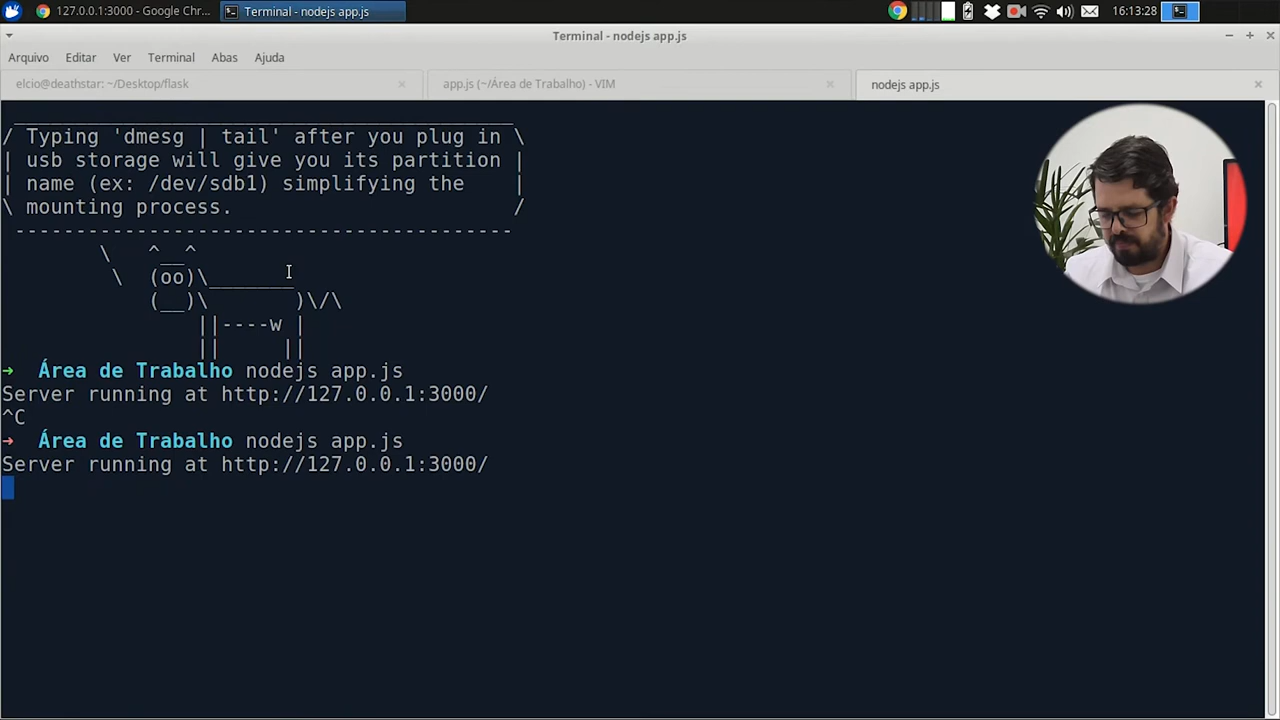 127.0.0.1:3000 - Google Chr...
Terminal - nodejs app.js
16:13:28
Terminal - nodejs app.js
Arquivo Editar Ver Terminal Abas Ajuda
elcio@deathstar: ~/Desktop/flask
app.js (~/Área de Trabalho) - VIM
nodejs app.js
 __________________________________________
/ Typing 'dmesg | tail' after you plug in \
| usb storage will give you its partition |
| name (ex: /dev/sdb1) simplifying the    |
\ mounting process.                       /
 -----------------------------------------
        \   ^__^
         \  (oo)\_______
            (__)\       )\/\
                ||----w |
                ||     ||
➜  Área de Trabalho nodejs app.js
Server running at http://127.0.0.1:3000/
^C
➜  Área de Trabalho nodejs app.js
Server running at http://127.0.0.1:3000/